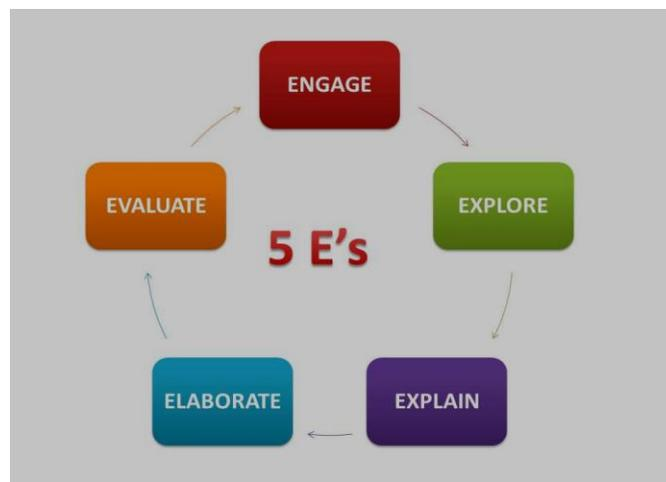 ENGAGE
EXPLORE
EXPLAIN
ELABORATE
EVALUATE
5 E's